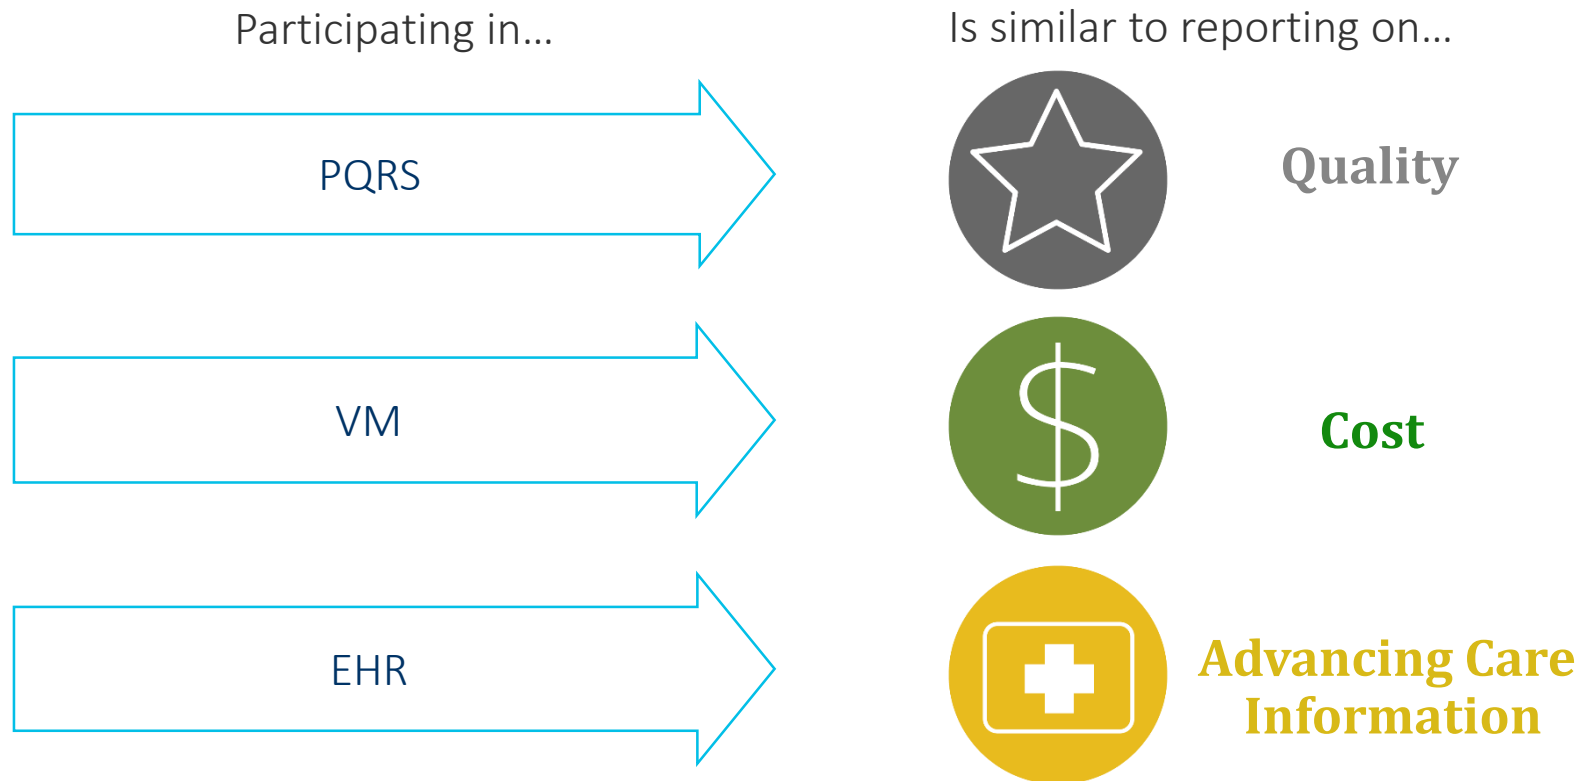 Participating in…
Is similar to reporting on…
PQRS
Quality
VM
Cost
EHR
Advancing Care
Information